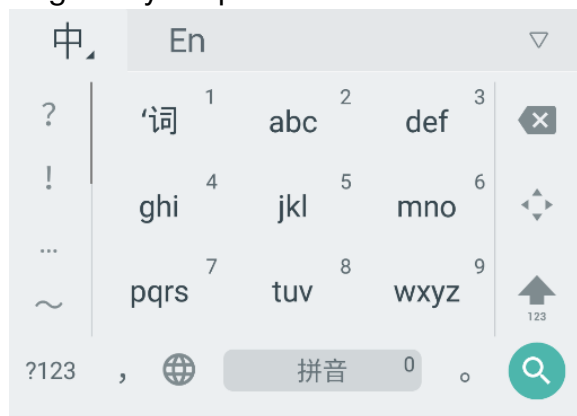 中 En
? '词 1 abc 2 def 3
! ghi 4 jkl 5 mno 6
… pqrs 7 tuv 8 wxyz 9
～ 123
?123 ， 拼音 0 。